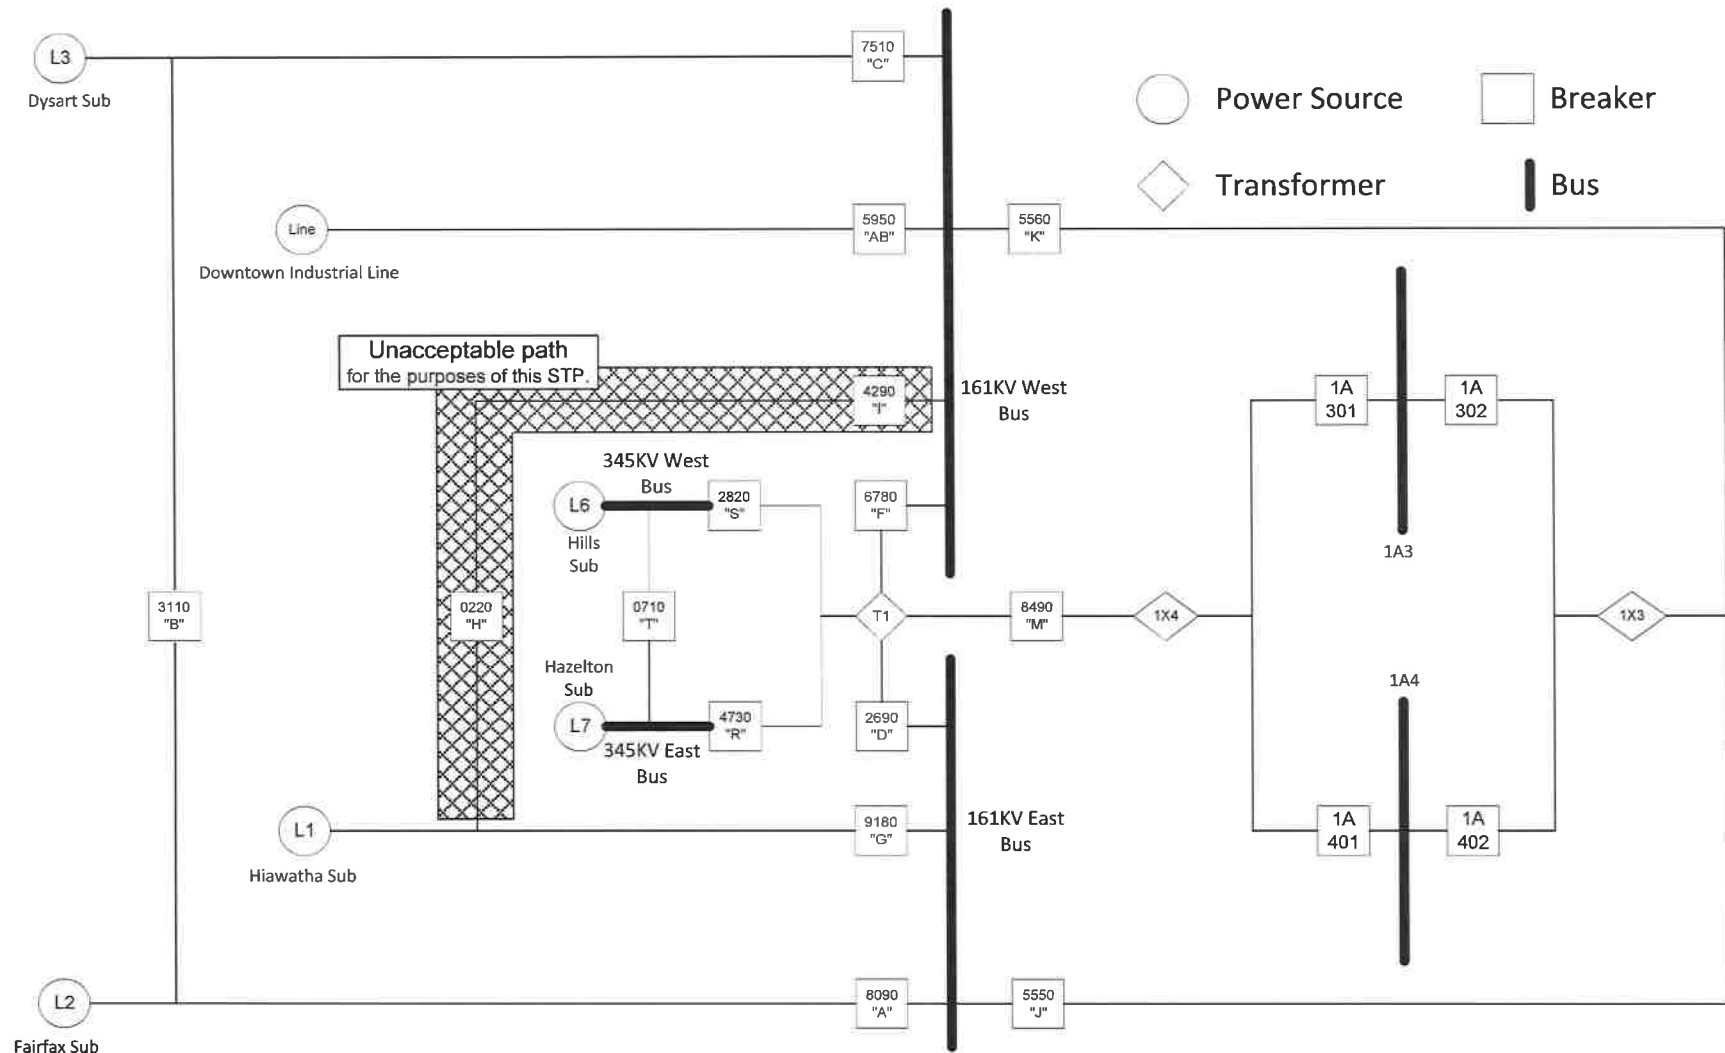 L3
Dysart Sub
7510
"C"
Power Source
Breaker
Transformer
Bus
Line
Downtown Industrial Line
5950
"AB"
5560
"K"
Unacceptable path
for the purposes of this STP.
4290
"I"
161KV West
Bus
1A
301
1A
302
345KV West
Bus
L6
Hills
Sub
2820
"S"
6780
"F"
1A3
3110
"B"
0220
"H"
0710
"T"
T1
8490
"M"
1X4
1X3
Hazelton
Sub
L7
4730
"R"
345KV East
Bus
2690
"D"
1A4
L1
Hiawatha Sub
9180
"G"
161KV East
Bus
1A
401
1A
402
L2
Fairfax Sub
8090
"A"
5550
"J"